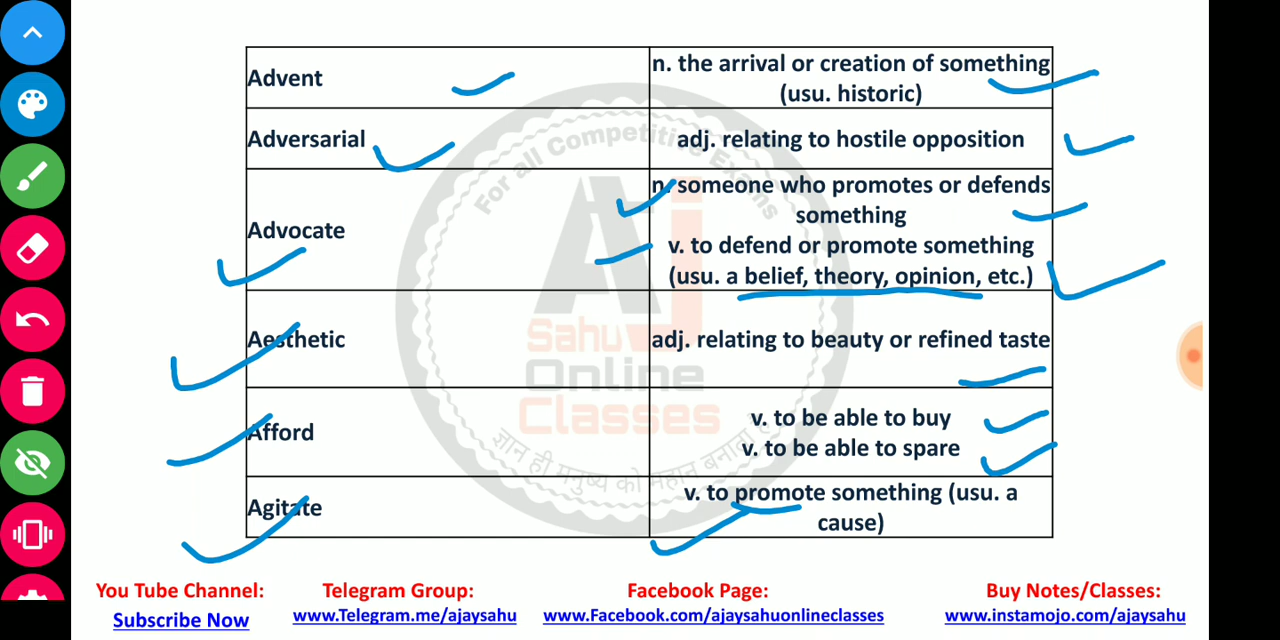 Advent
n. the arrival or creation of something
(usu. historic)
Adversarial
adj. relating to hostile opposition
Advocate
n. someone who promotes or defends
something
v. to defend or promote something
(usu. a belief, theory, opinion, etc.)
Aesthetic
adj. relating to beauty or refined taste
Afford
v. to be able to buy
v. to be able to spare
Agitate
v. to promote something (usu. a
cause)
For all Competitive Exams
Aj
Sahu
Online
Classes
ज्ञान ही मनुष्य को महान बनाता है
You Tube Channel:
Subscribe Now
Telegram Group:
www.Telegram.me/ajaysahu
Facebook Page:
www.Facebook.com/ajaysahuonlineclasses
Buy Notes/Classes:
www.instamojo.com/ajaysahu